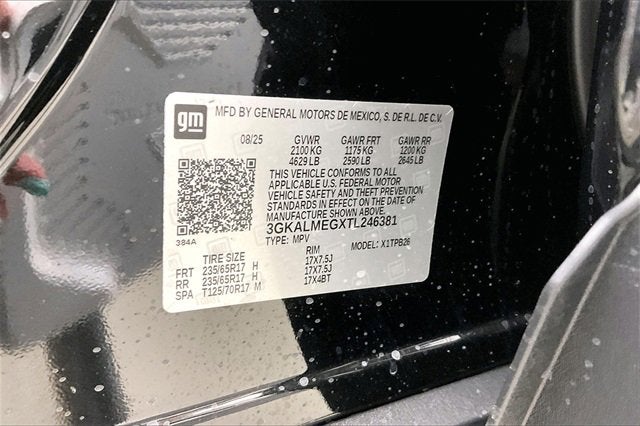 gm
MFD BY GENERAL MOTORS DE MEXICO, S. DE R.L. DE C.V.
08/25 GVWR GAWR FRT GAWR RR
2100 KG 1175 KG 1200 KG
4629 LB 2590 LB 2645 LB
THIS VEHICLE CONFORMS TO ALL
APPLICABLE U.S. FEDERAL MOTOR
VEHICLE SAFETY AND THEFT PREVENTION
STANDARDS IN EFFECT ON THE DATE OF
MANUFACTURE SHOWN ABOVE.
3GKALMEGXTL246381
384A TYPE: MPV MODEL: X1TPB26
TIRE SIZE RIM
FRT 235/65R17 H 17X7.5J
RR 235/65R17 H 17X7.5J
SPA T125/70R17 M 17X4BT